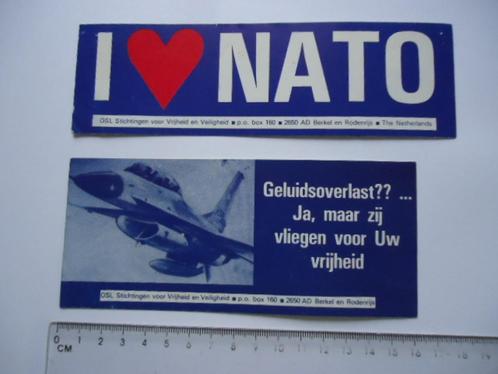 I ❤ NATO
OSL Stichtingen voor Vrijheid en Veiligheid ■ p.o. box 160 ■ 2650 AD Berkel en Rodenrijs ■ The Netherlands
Geluidsoverlast?? ...
Ja, maar zij
vliegen voor Uw
vrijheid
OSL Stichtingen voor Vrijheid en Veiligheid ■ p.o. box 160 ■ 2650 AD Berkel en Rodenrijs
0 1 2 3 4 5 6 7 8 9 10 11 12 13 14 15 16 17 18 19
CM